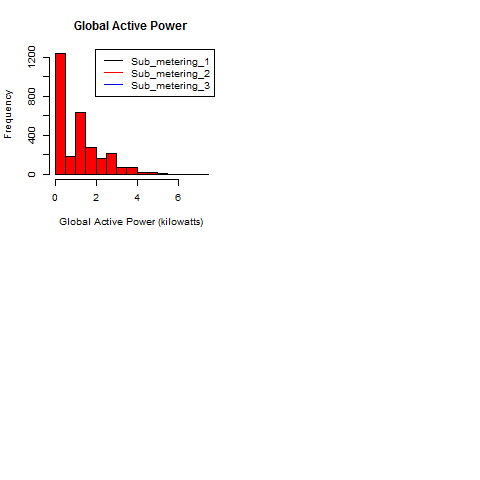 Global Active Power
Sub_metering_1
Sub_metering_2
Sub_metering_3
Frequency
1200
800
400
0
0 2 4 6
Global Active Power (kilowatts)